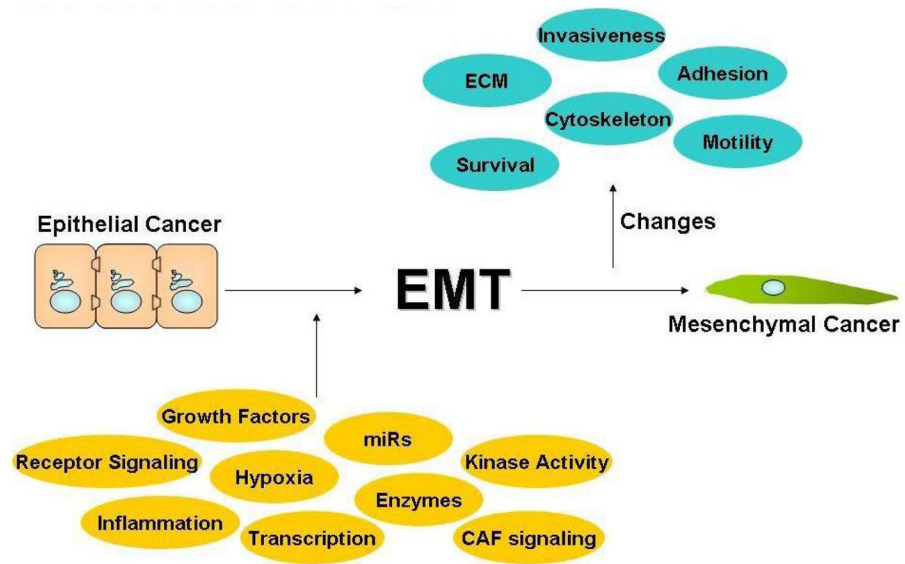 Invasiveness
ECM
Adhesion
Cytoskeleton
Motility
Survival
Changes
Epithelial Cancer
EMT
Mesenchymal Cancer
Growth Factors
miRs
Receptor Signaling
Kinase Activity
Hypoxia
Enzymes
Inflammation
Transcription
CAF signaling